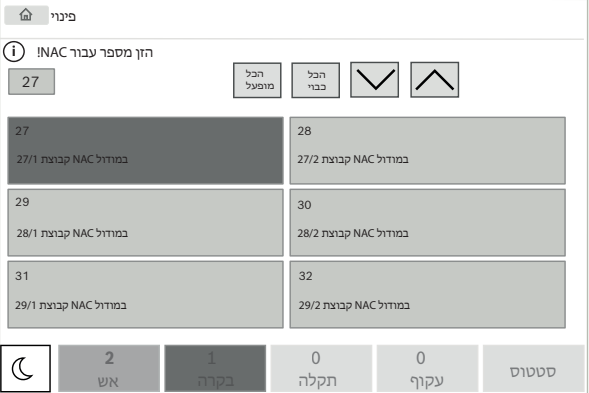 פינוי
הזן מספר עבור NAC!
27
הכל מופעל
הכל כבוי
27
במודול NAC קבוצת 27/1
28
במודול NAC קבוצת 27/2
29
במודול NAC קבוצת 28/1
30
במודול NAC קבוצת 28/2
31
במודול NAC קבוצת 29/1
32
במודול NAC קבוצת 29/2
2
אש
1
בקרה
0
תקלה
0
עקוף
סטטוס